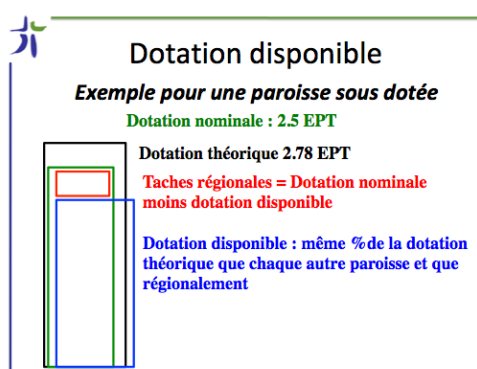 Dotation disponible
Exemple pour une paroisse sous dotée
Dotation nominale : 2.5 EPT
Dotation théorique 2.78 EPT
Taches régionales = Dotation nominale
moins dotation disponible
Dotation disponible : même % de la dotation
théorique que chaque autre paroisse et que
régionalement